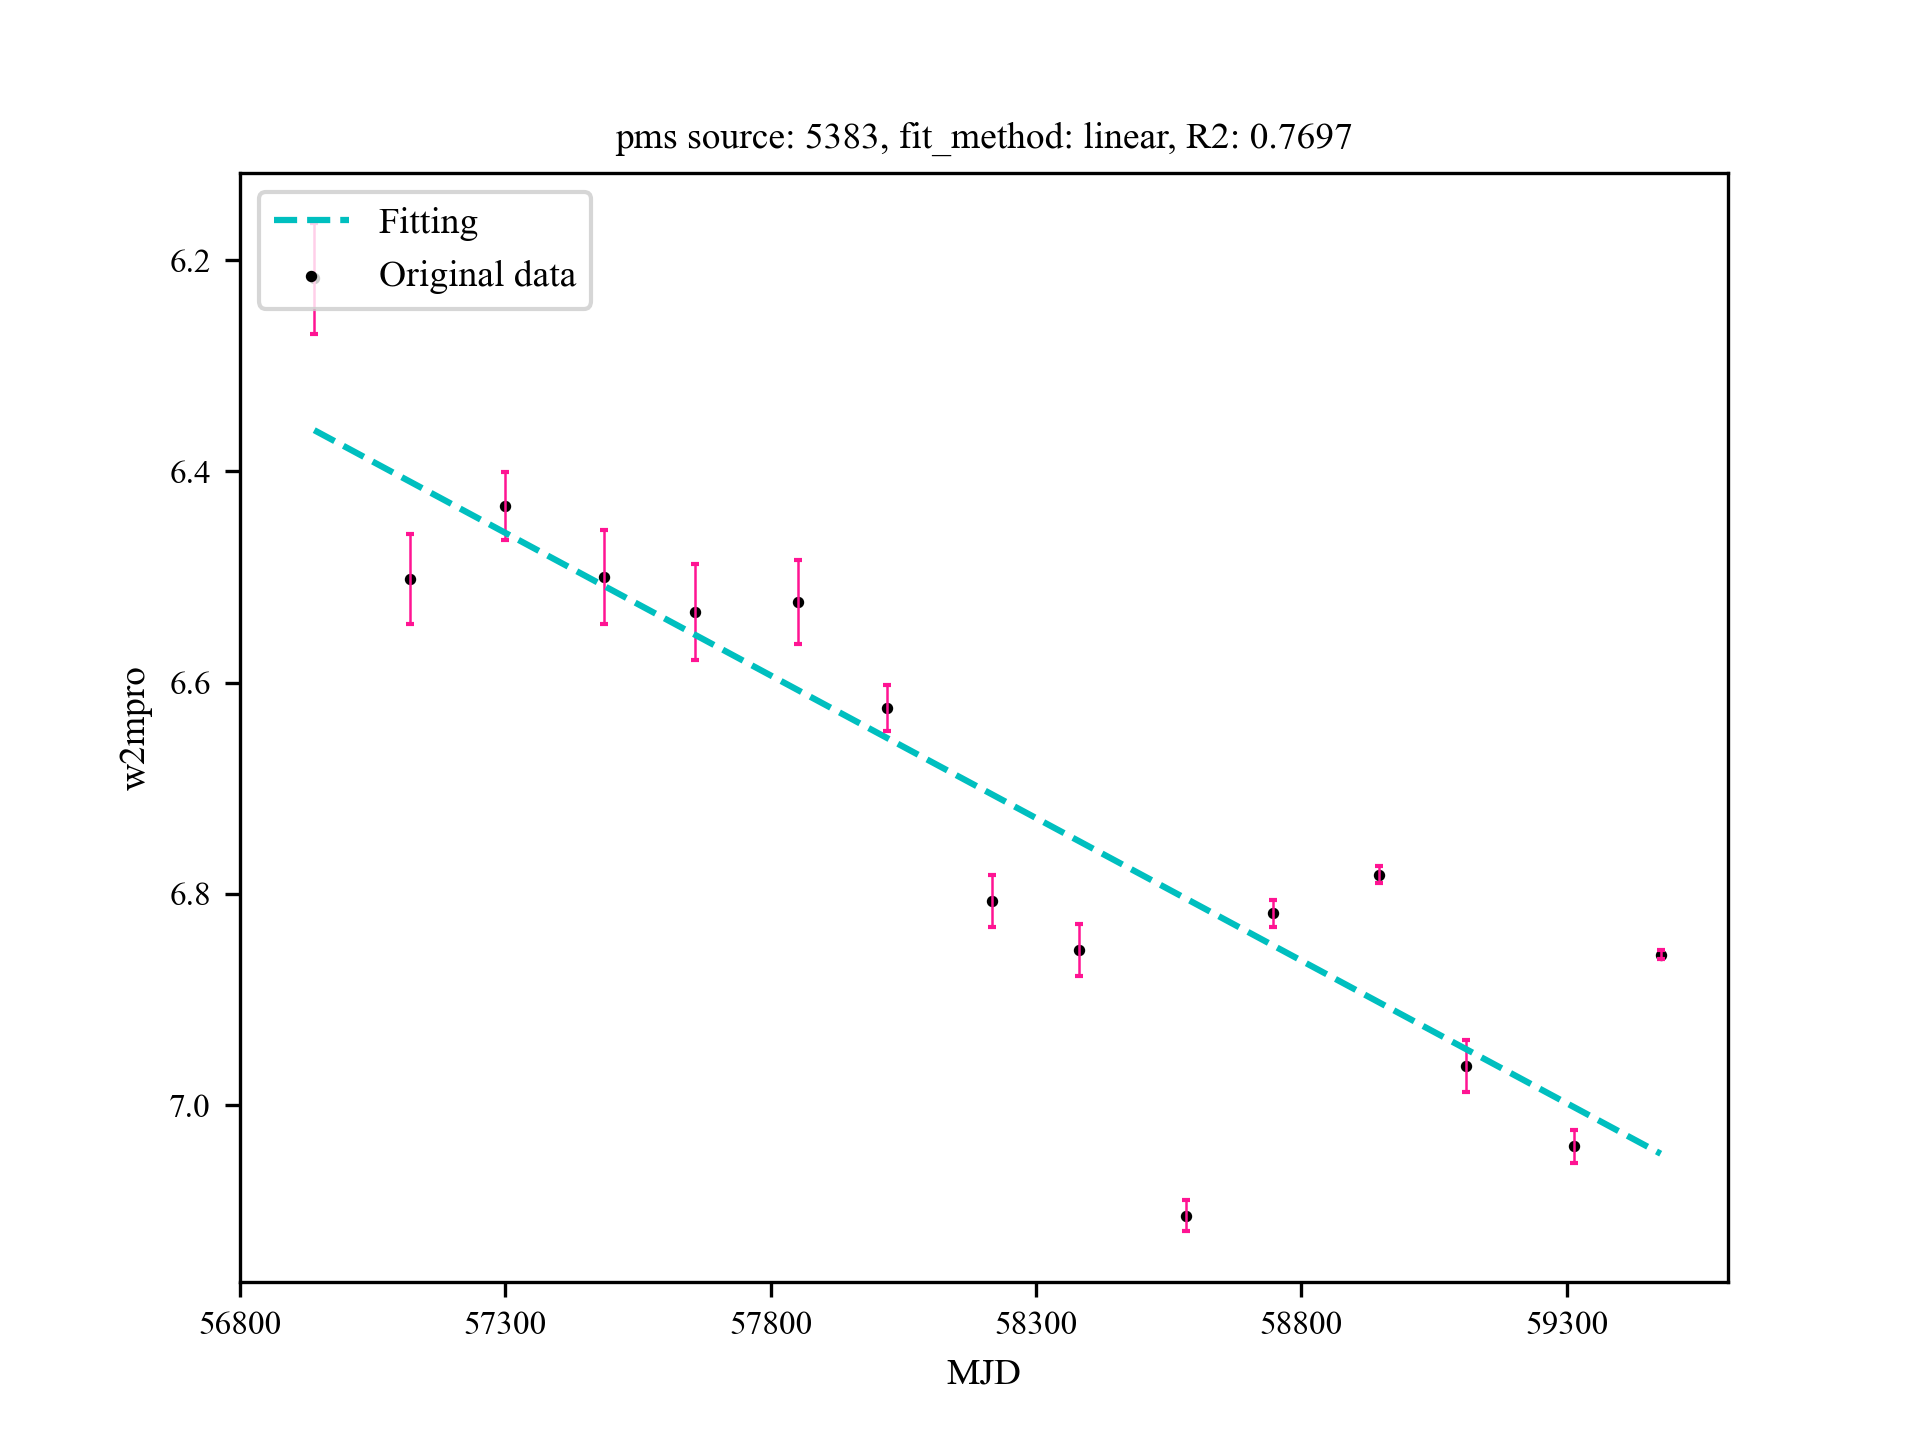 pms source: 5383, fit_method: linear, R2: 0.7697
Fitting
Original data
6.2
6.4
6.6
6.8
7.0
w2mpro
56800
57300
57800
58300
58800
59300
MJD